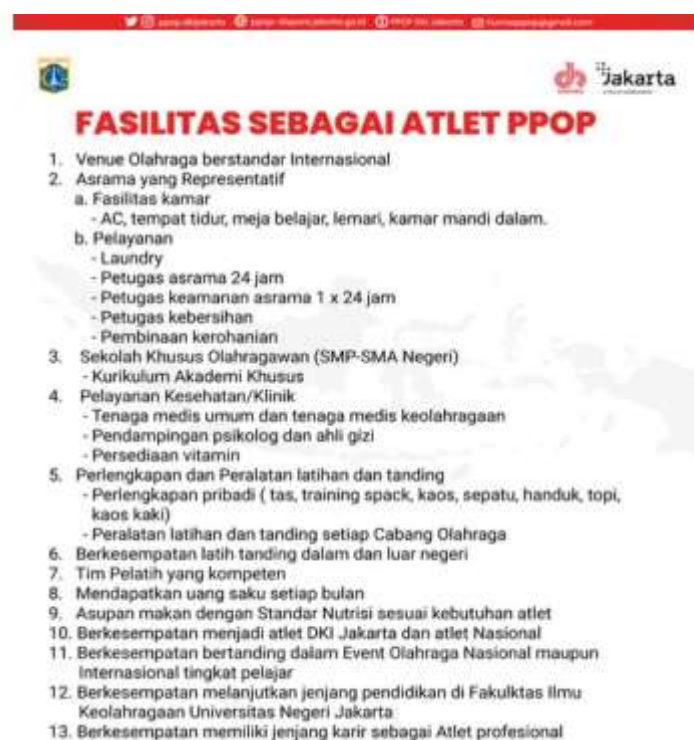 Jakarta
FASILITAS SEBAGAI ATLET PPOP
1. Venue Olahraga berstandar Internasional
2. Asrama yang Representatif
a. Fasilitas kamar
- AC, tempat tidur, meja belajar, lemari, kamar mandi dalam.
b. Pelayanan
- Laundry
- Petugas asrama 24 jam
- Petugas keamanan asrama 1 x 24 jam
- Petugas kebersihan
- Pembinaan kerohanian
3. Sekolah Khusus Olahragawan (SMP-SMA Negeri)
- Kurikulum Akademi Khusus
4. Pelayanan Kesehatan/Klinik
- Tenaga medis umum dan tenaga medis keolahragaan
- Pendampingan psikolog dan ahli gizi
- Persediaan vitamin
5. Perlengkapan dan Peralatan latihan dan tanding
- Perlengkapan pribadi ( tas, training spack, kaos, sepatu, handuk, topi,
kaos kaki)
- Peralatan latihan dan tanding setiap Cabang Olahraga
6. Berkesempatan latih tanding dalam dan luar negeri
7. Tim Pelatih yang kompeten
8. Mendapatkan uang saku setiap bulan
9. Asupan makan dengan Standar Nutrisi sesuai kebutuhan atlet
10. Berkesempatan menjadi atlet DKI Jakarta dan atlet Nasional
11. Berkesempatan bertanding dalam Event Olahraga Nasional maupun
Internasional tingkat pelajar
12. Berkesempatan melanjutkan jenjang pendidikan di Fakulktas Ilmu
Keolahragaan Universitas Negeri Jakarta
13. Berkesempatan memiliki jenjang karir sebagai Atlet profesional